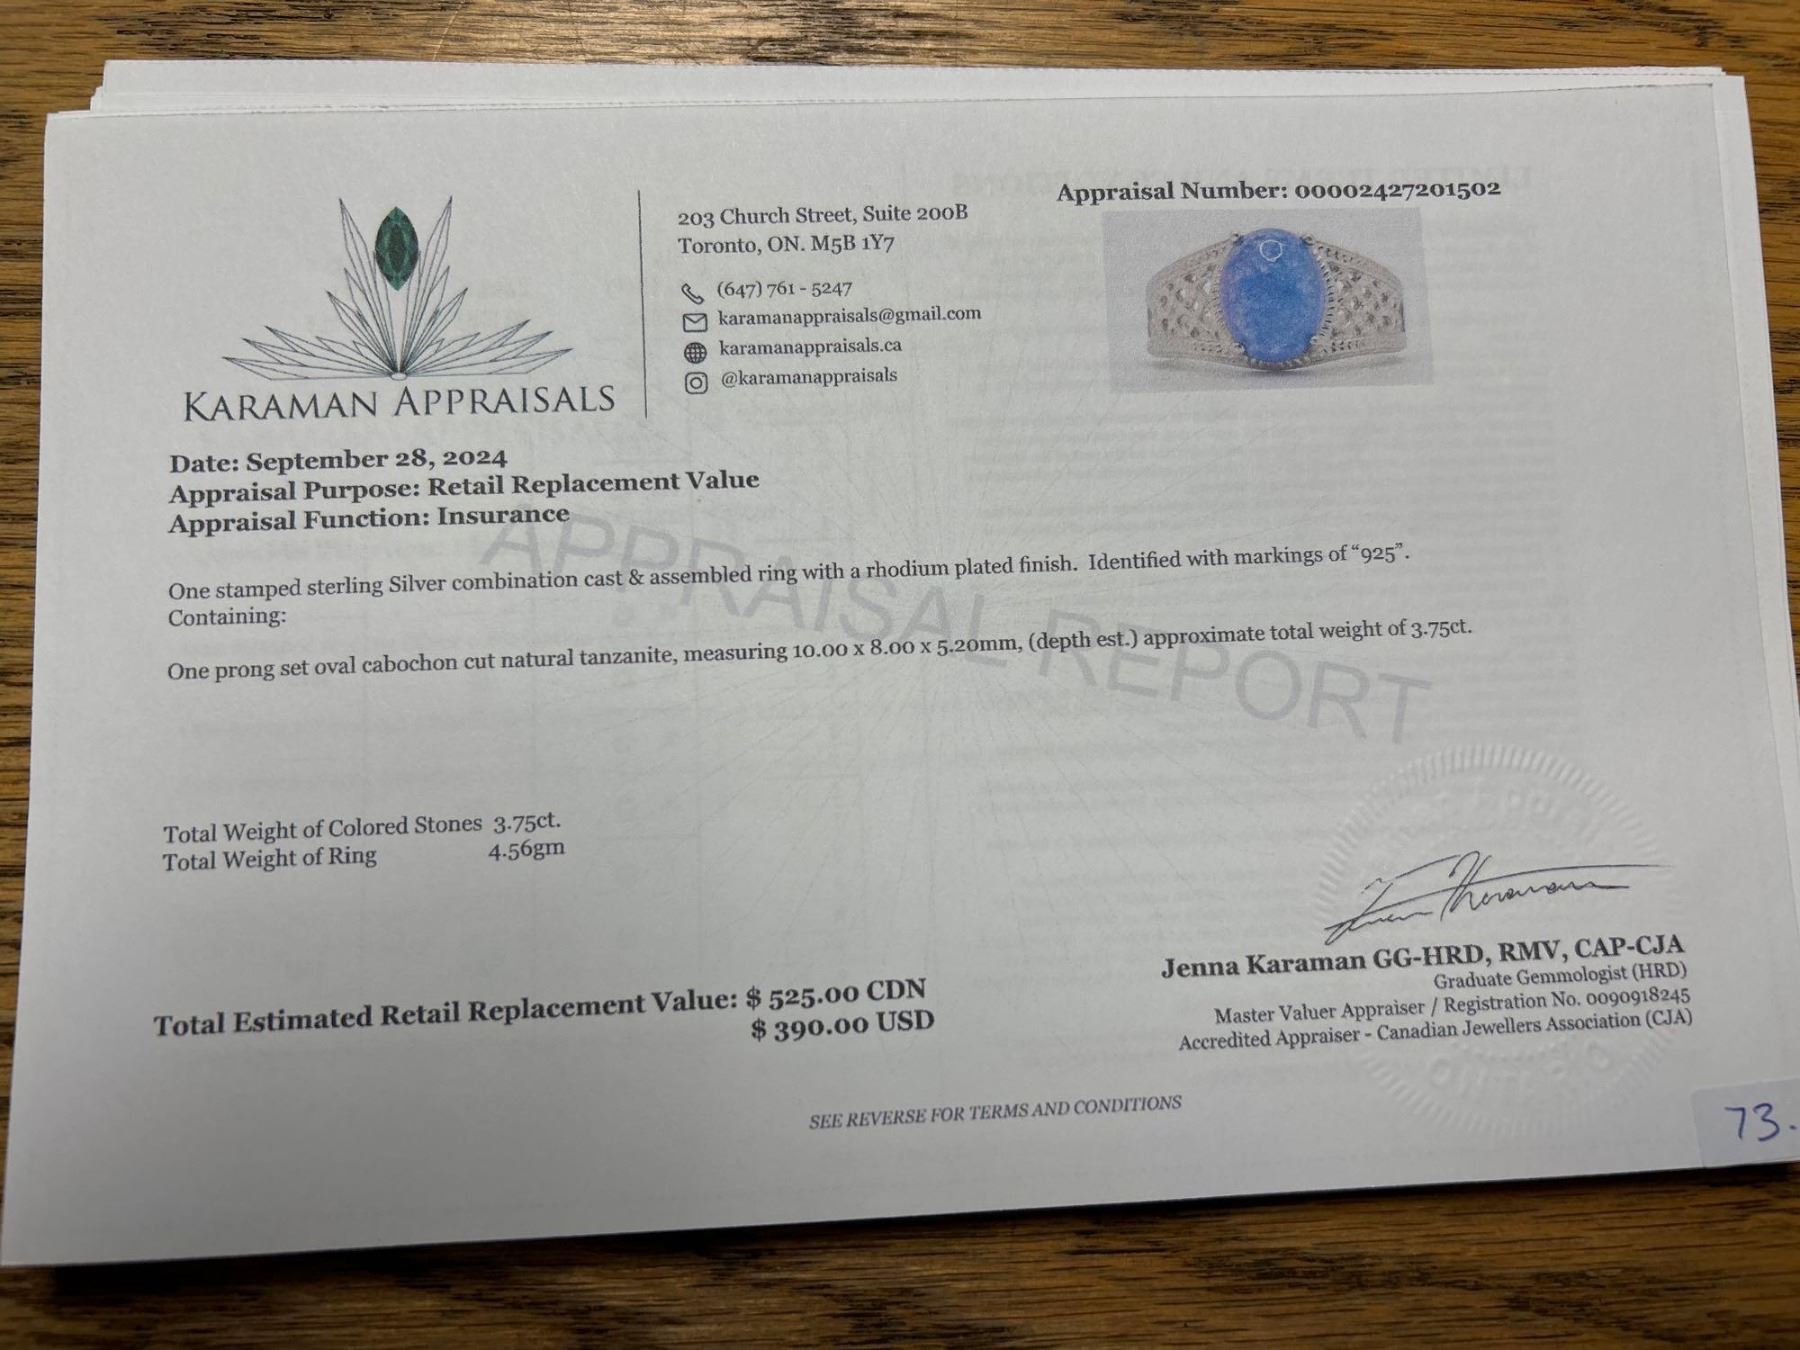 Appraisal Number: 00002427201502
203 Church Street, Suite 200B
Toronto, ON. M5B 1Y7
(647) 761 - 5247
karamanappraisals@gmail.com
karamanappraisals.ca
@karamanappraisals
KARAMAN APPRAISALS
Date: September 28, 2024
Appraisal Purpose: Retail Replacement Value
Appraisal Function: Insurance
APPRAISAL REPORT
One stamped sterling Silver combination cast & assembled ring with a rhodium plated finish. Identified with markings of “925”.
Containing:
One prong set oval cabochon cut natural tanzanite, measuring 10.00 x 8.00 x 5.20mm, (depth est.) approximate total weight of 3.75ct.
Total Weight of Colored Stones 3.75ct.
Total Weight of Ring 4.56gm
Total Estimated Retail Replacement Value: $ 525.00 CDN
$ 390.00 USD
Jenna Karaman GG-HRD, RMV, CAP-CJA
Graduate Gemmologist (HRD)
Master Valuer Appraiser / Registration No. 0090918245
Accredited Appraiser - Canadian Jewellers Association (CJA)
SEE REVERSE FOR TERMS AND CONDITIONS
73.